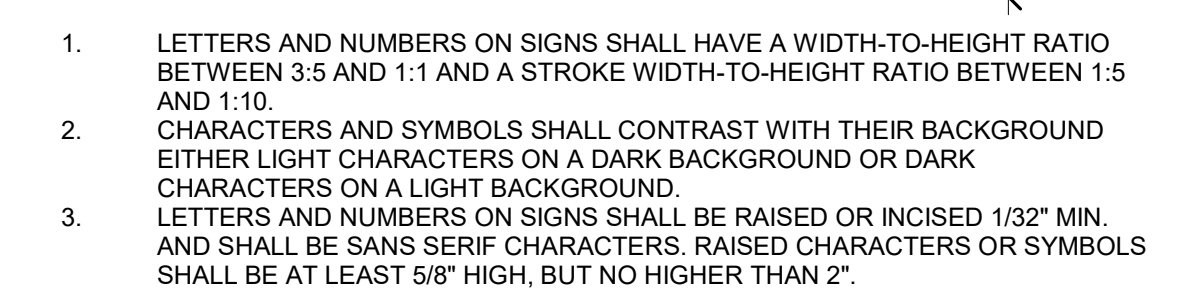 1. LETTERS AND NUMBERS ON SIGNS SHALL HAVE A WIDTH-TO-HEIGHT RATIO
BETWEEN 3:5 AND 1:1 AND A STROKE WIDTH-TO-HEIGHT RATIO BETWEEN 1:5
AND 1:10.
2. CHARACTERS AND SYMBOLS SHALL CONTRAST WITH THEIR BACKGROUND
EITHER LIGHT CHARACTERS ON A DARK BACKGROUND OR DARK
CHARACTERS ON A LIGHT BACKGROUND.
3. LETTERS AND NUMBERS ON SIGNS SHALL BE RAISED OR INCISED 1/32" MIN.
AND SHALL BE SANS SERIF CHARACTERS. RAISED CHARACTERS OR SYMBOLS
SHALL BE AT LEAST 5/8" HIGH, BUT NO HIGHER THAN 2".